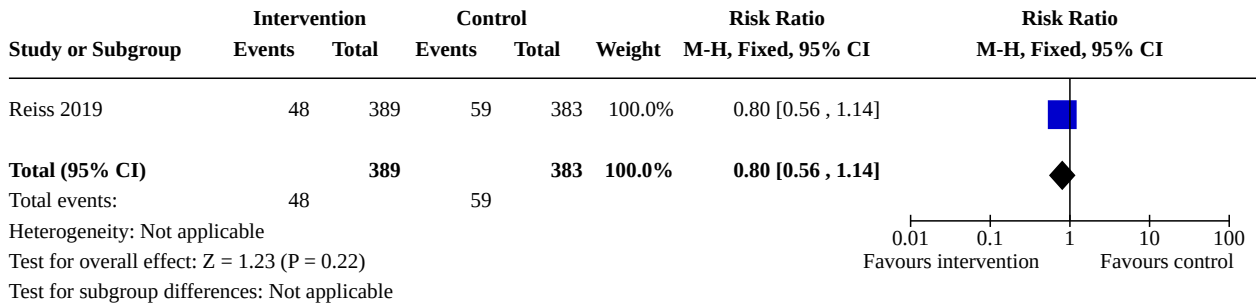 Intervention Control Risk Ratio Risk Ratio
Study or Subgroup Events Total Events Total Weight M-H, Fixed, 95% CI M-H, Fixed, 95% CI
Reiss 2019 48 389 59 383 100.0% 0.80 [0.56 , 1.14]
Total (95% CI) 389 383 100.0% 0.80 [0.56 , 1.14]
Total events: 48 59
Heterogeneity: Not applicable
0.01 0.1 1 10 100
Test for overall effect: Z = 1.23 (P = 0.22) Favours intervention Favours control
Test for subgroup differences: Not applicable